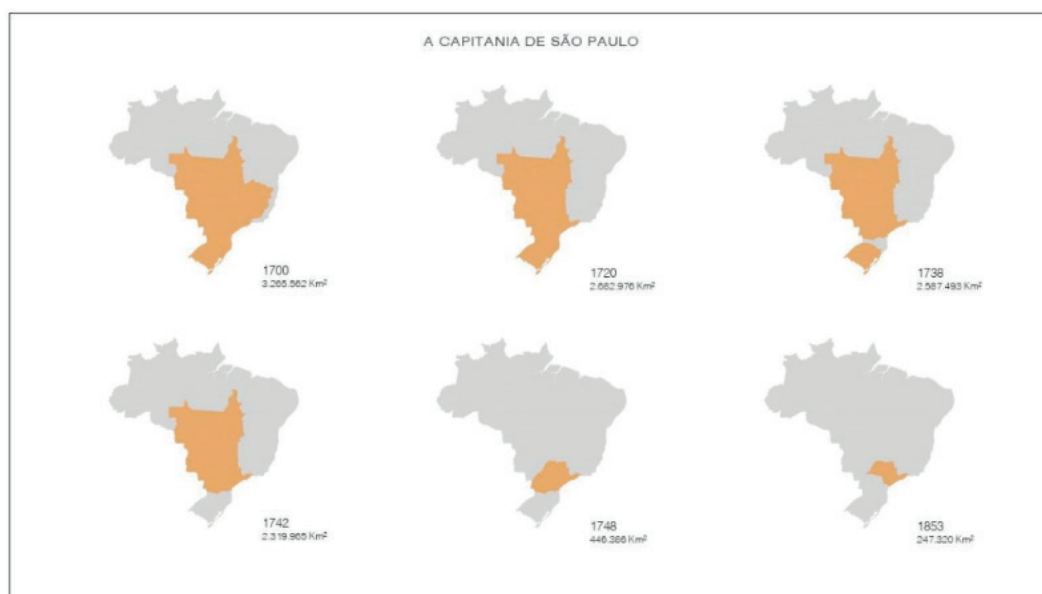 A CAPITANIA DE SÃO PAULO
1700
3.265.562 Km²
1720
2.682.976 Km²
1738
2.587.493 Km²
1742
2.319.965 Km²
1748
446.386 Km²
1853
247.320 Km²